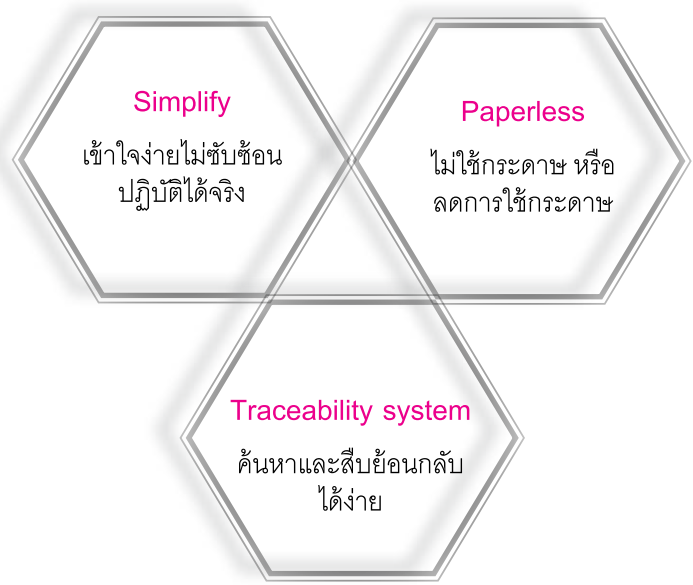 Simplify
เข้าใจง่ายไม่ซับซ้อน
ปฏิบัติได้จริง
Paperless
ไม่ใช้กระดาษ หรือ
ลดการใช้กระดาษ
Traceability system
ค้นหาและสืบย้อนกลับ
ได้ง่าย